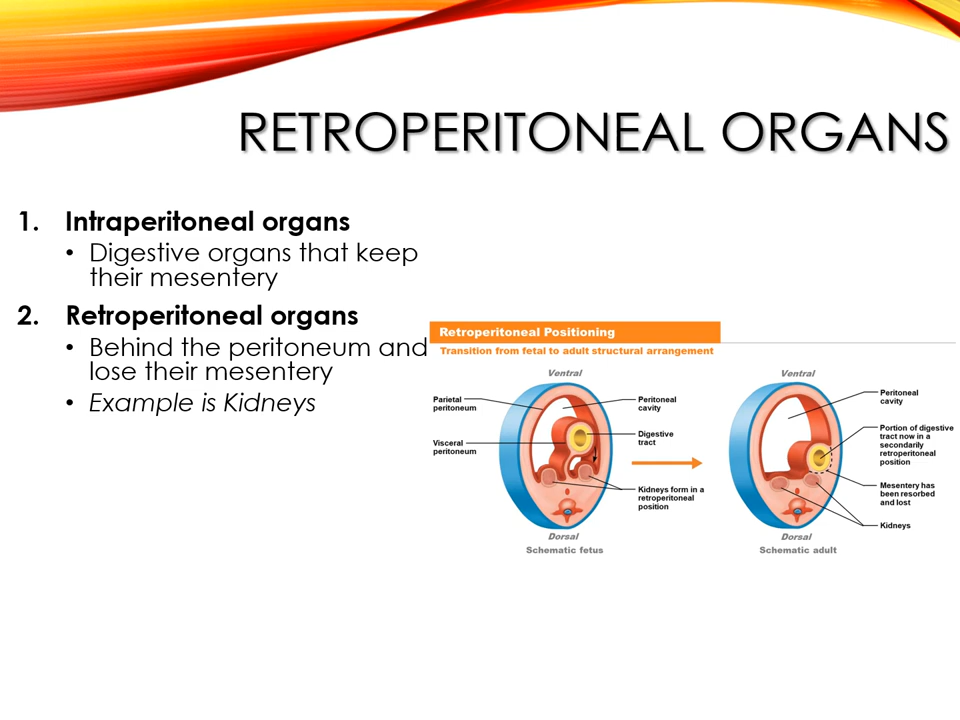 RETROPERITONEAL ORGANS
1. Intraperitoneal organs
• Digestive organs that keep
their mesentery
2. Retroperitoneal organs
• Behind the peritoneum and
lose their mesentery
• Example is Kidneys
Retroperitoneal Positioning
Transition from fetal to adult structural arrangement
Ventral
Parietal
peritoneum
Visceral
peritoneum
Peritoneal
cavity
Digestive
tract
Kidneys form in a
retroperitoneal
position
Dorsal
Schematic fetus
Ventral
Peritoneal
cavity
Portion of digestive
tract now in a
secondarily
retroperitoneal
position
Mesentery has
been resorbed
and lost
Kidneys
Dorsal
Schematic adult